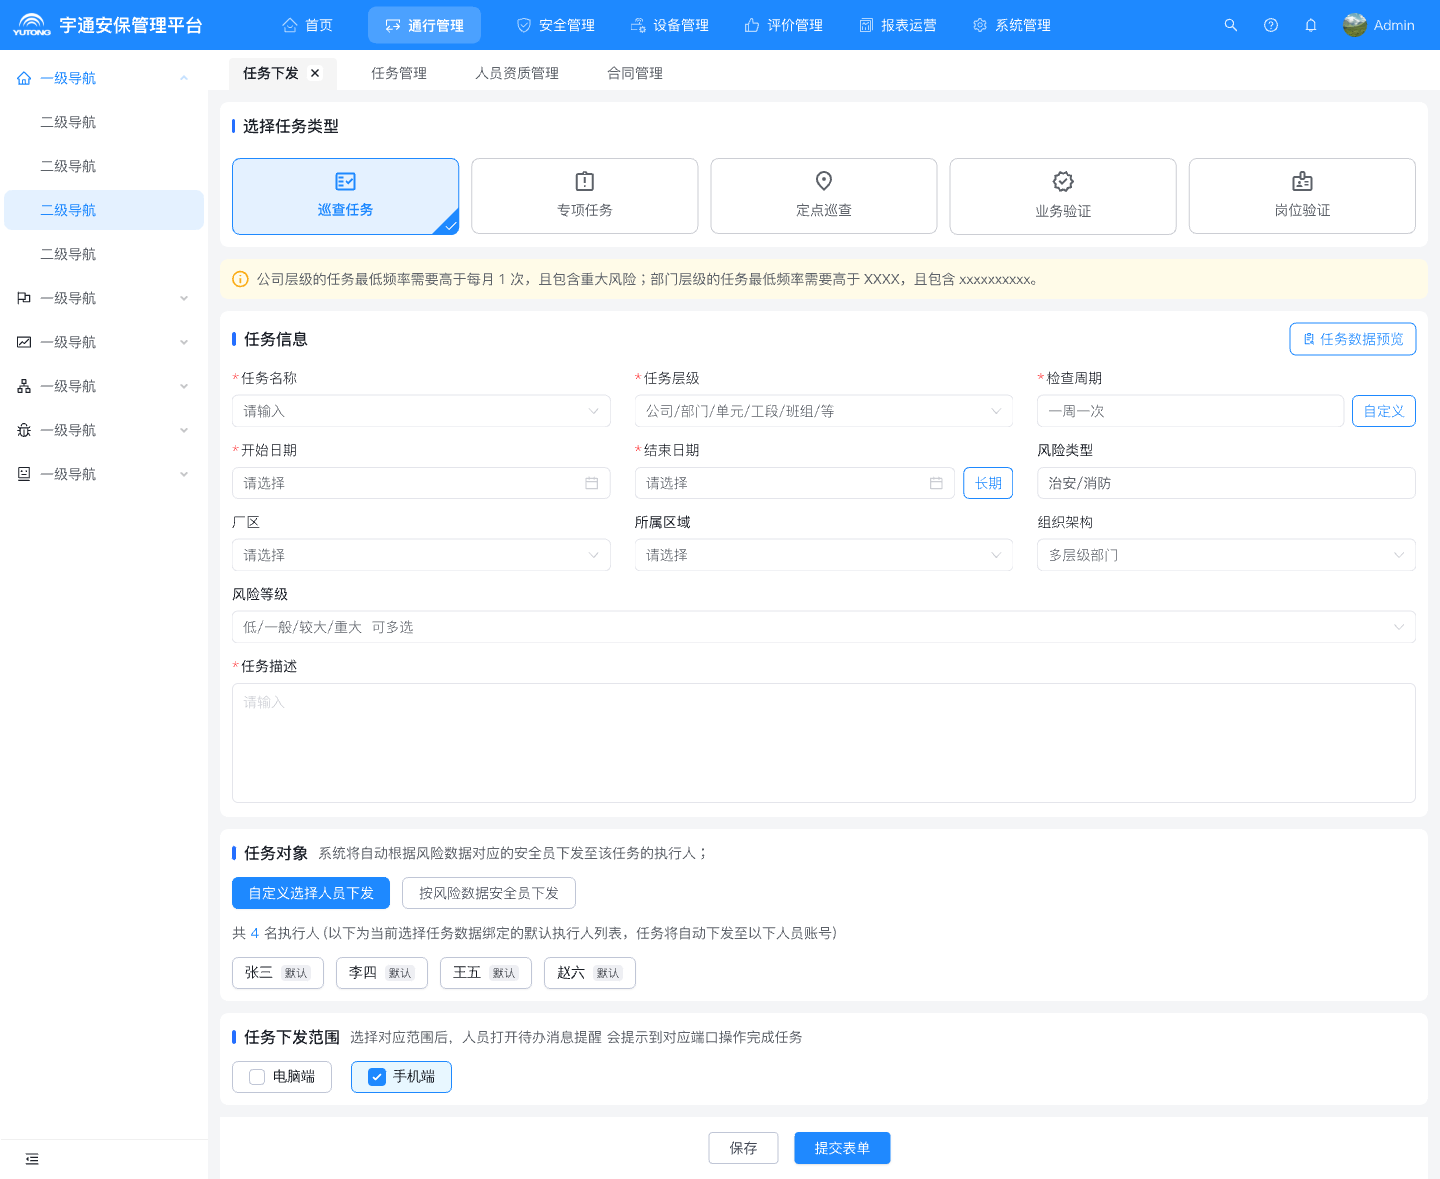 YUTONG 宇通安保管理平台 首页 通行管理 安全管理 设备管理 评价管理 报表运营 系统管理 Admin
一级导航
二级导航
二级导航
二级导航
二级导航
一级导航
一级导航
一级导航
一级导航
一级导航
任务下发 任务管理 人员资质管理 合同管理
选择任务类型
巡查任务 专项任务 定点巡查 业务验证 岗位验证
公司层级的任务最低频率需要高于每月 1 次，且包含重大风险；部门层级的任务最低频率需要高于 XXXX，且包含 xxxxxxxxxx。
任务信息 任务数据预览
*任务名称 *任务层级 *检查周期
请输入 公司/部门/单元/工段/班组/等 一周一次 自定义
*开始日期 *结束日期 风险类型
请选择 请选择 长期 治安/消防
厂区 所属区域 组织架构
请选择 请选择 多层级部门
风险等级
低/一般/较大/重大 可多选
*任务描述
请输入
任务对象 系统将自动根据风险数据对应的安全员下发至该任务的执行人；
自定义选择人员下发 按风险数据安全员下发
共 4 名执行人 (以下为当前选择任务数据绑定的默认执行人列表，任务将自动下发至以下人员账号)
张三 默认 李四 默认 王五 默认 赵六 默认
任务下发范围 选择对应范围后，人员打开待办消息提醒 会提示到对应端口操作完成任务
电脑端 手机端
保存 提交表单